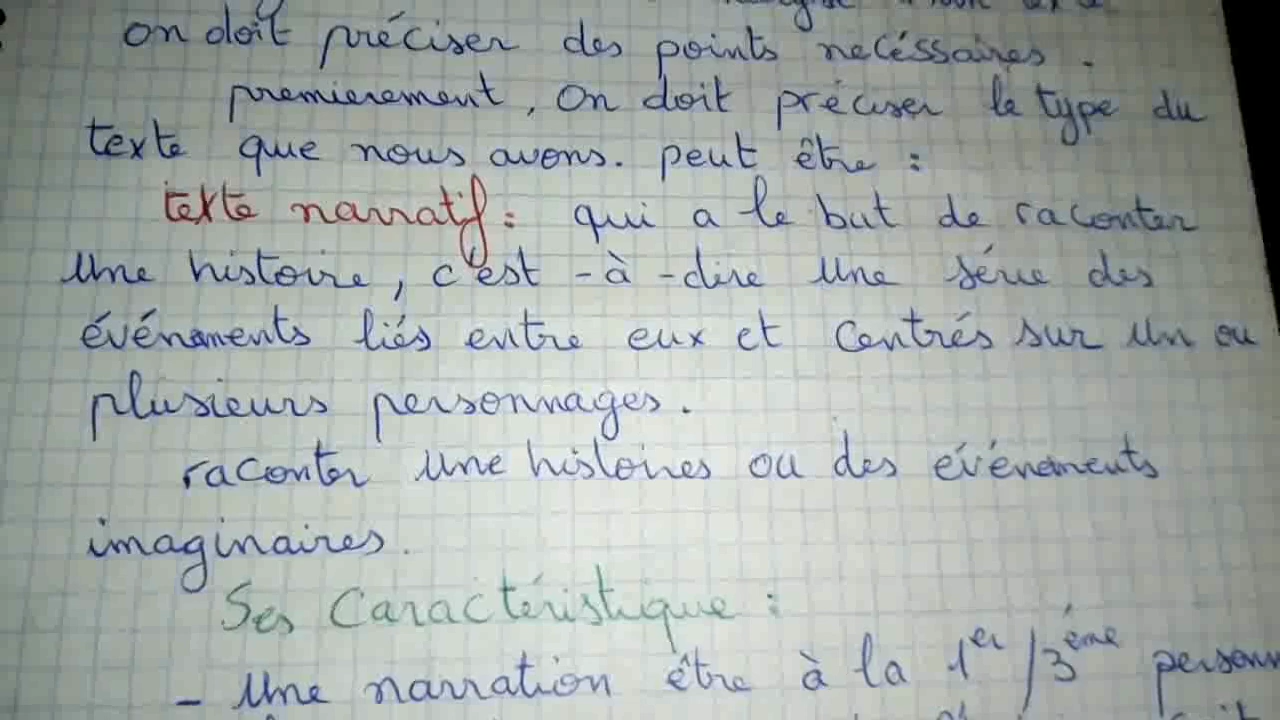 on doit préciser des points necéssaires.
premierement, on doit préciser le type du
texte que nous avons. peut être :
texte narratif : qui a le but de raconter
une histoire, c'est-à-dire une série des
événements liés entre eux et centrés sur un ou
plusieurs personnages.
raconter une histoires ou des événements
imaginaires.
Ses Caractéristique :
- une narration être à la 1er/3éme